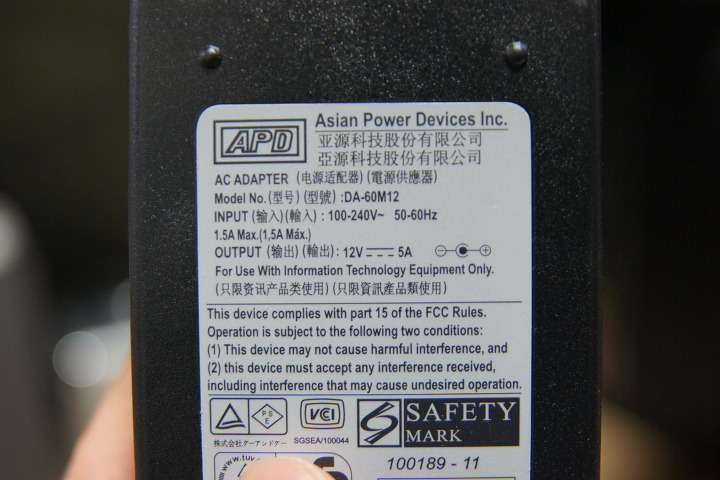 APD
Asian Power Devices Inc.
亚源科技股份有限公司
亞源科技股份有限公司
AC ADAPTER (电源适配器) (電源供應器)
Model No.(型号) (型號) :DA-60M12
INPUT (输入) (輸入) : 100-240V~ 50-60Hz
1.5A Max.(1,5A Máx.)
OUTPUT (输出) (輸出): 12V 5A
For Use With Information Technology Equipment Only.
(只限资讯产品类使用) (只限資訊產品類使用)
This device complies with part 15 of the FCC Rules.
Operation is subject to the following two conditions:
(1) This device may not cause harmful interference, and
(2) this device must accept any interference received,
including interference that may cause undesired operation.
PS
E
VCCI
SAFETY
MARK
株式会社ケーアンドケー
SGSEA/100044
100189 - 11
www.tuv